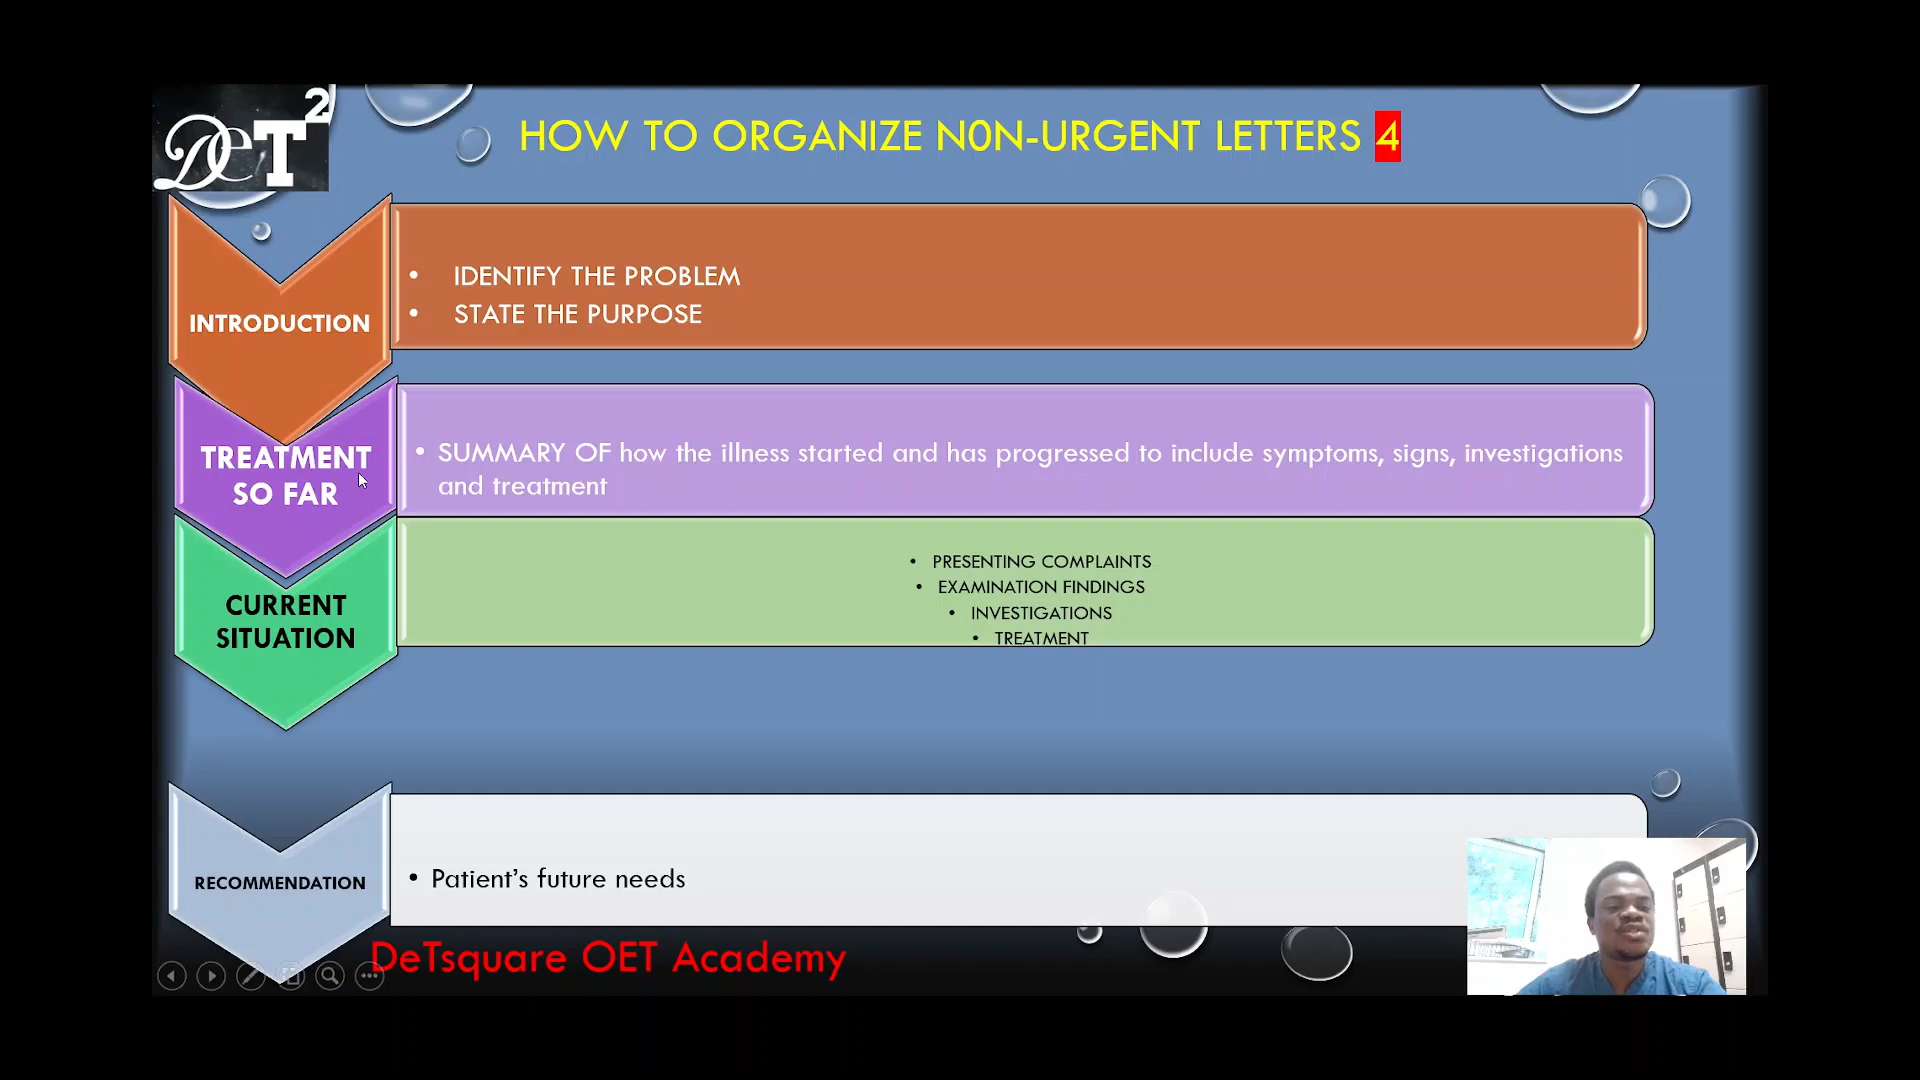 DeT2
HOW TO ORGANIZE N0N-URGENT LETTERS 4
INTRODUCTION
• IDENTIFY THE PROBLEM
• STATE THE PURPOSE
TREATMENT
SO FAR
• SUMMARY OF how the illness started and has progressed to include symptoms, signs, investigations
and treatment
CURRENT
SITUATION
• PRESENTING COMPLAINTS
• EXAMINATION FINDINGS
• INVESTIGATIONS
• TREATMENT
RECOMMENDATION
• Patient’s future needs
DeTsquare OET Academy